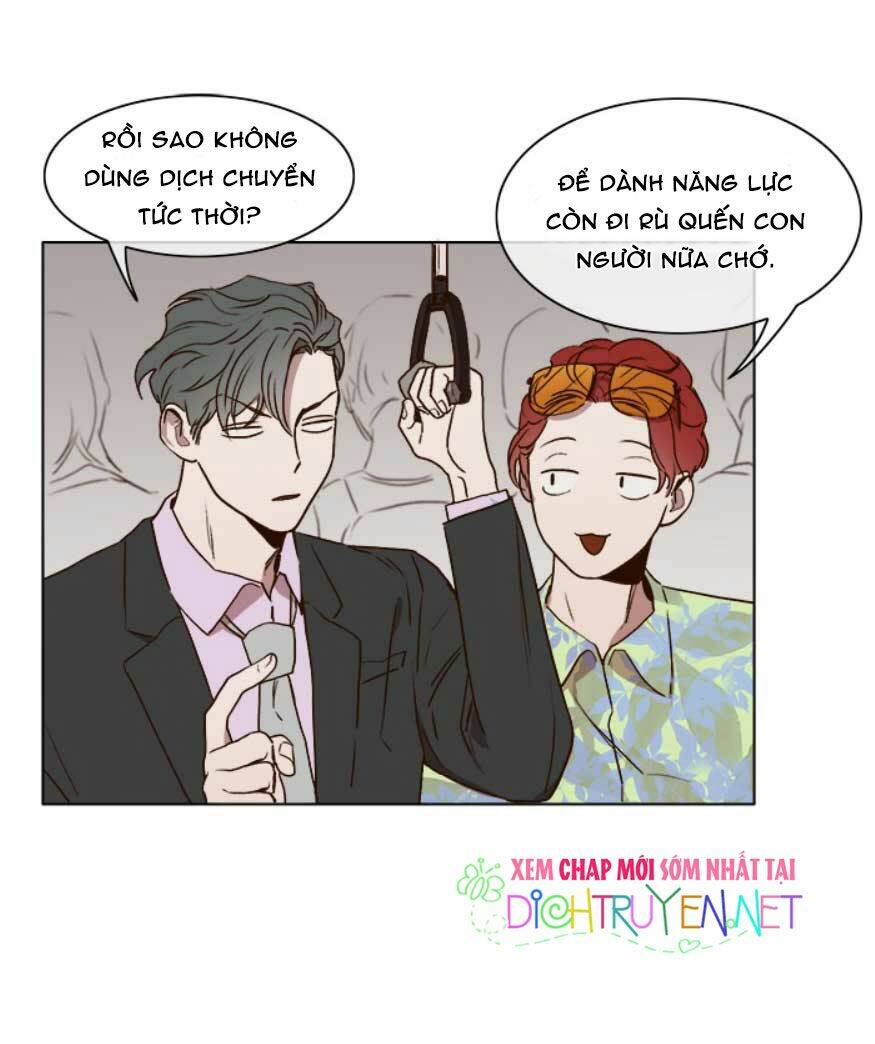 RỒI SAO KHÔNG
DÙNG DỊCH CHUYỂN
TỨC THỜI?
ĐỂ DÀNH NĂNG LỰC
CÒN ĐI RÙ QUẾN CON
NGƯỜI NỮA CHỚ.
XEM CHAP MỚI SỚM NHẤT TẠI
DICHTRUYEN.NET